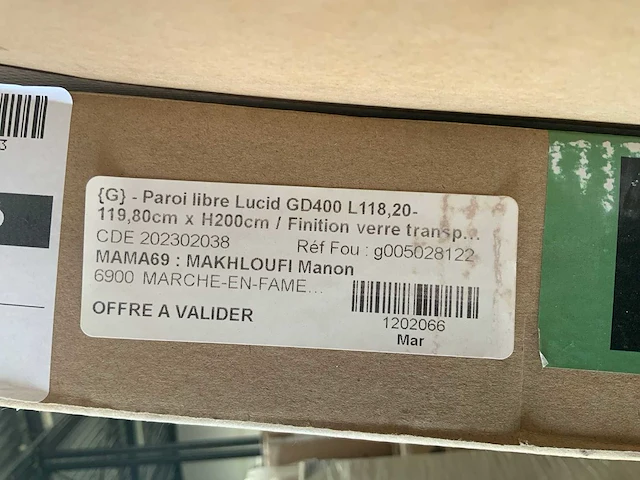 {G} - Paroi libre Lucid GD400 L118,20-
119,80cm x H200cm / Finition verre transp...
CDE 202302038 Réf Fou : g005028122
MAMA69 : MAKHLOUFI Manon
6900 MARCHE-EN-FAME...
OFFRE A VALIDER
1202066
Mar
3